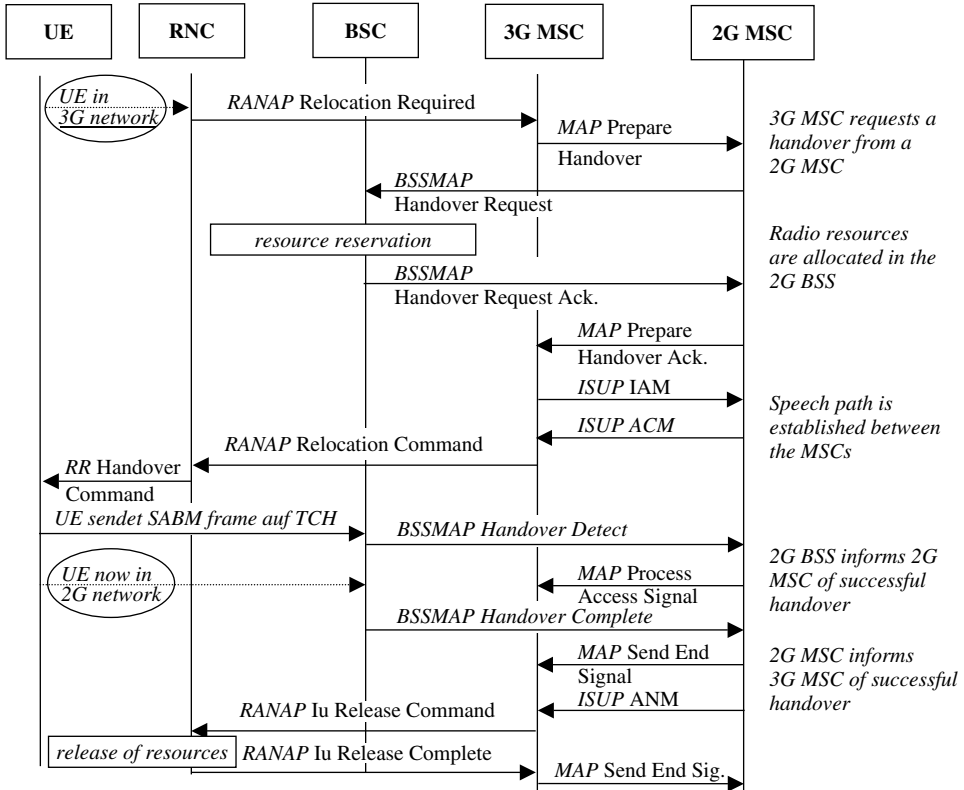 UE
RNC
BSC
3G MSC
2G MSC
UE in
3G network
RANAP Relocation Required
MAP Prepare
Handover
3G MSC requests a
handover from a
2G MSC
BSSMAP
Handover Request
resource reservation
Radio resources
are allocated in the
2G BSS
BSSMAP
Handover Request Ack.
MAP Prepare
Handover Ack.
ISUP IAM
ISUP ACM
Speech path is
established between
the MSCs
RANAP Relocation Command
RR Handover
Command
UE sendet SABM frame auf TCH
BSSMAP Handover Detect
UE now in
2G network
MAP Process
Access Signal
2G BSS informs 2G
MSC of successful
handover
BSSMAP Handover Complete
MAP Send End
Signal
2G MSC informs
3G MSC of successful
handover
ISUP ANM
RANAP Iu Release Command
release of resources
RANAP Iu Release Complete
MAP Send End Sig.